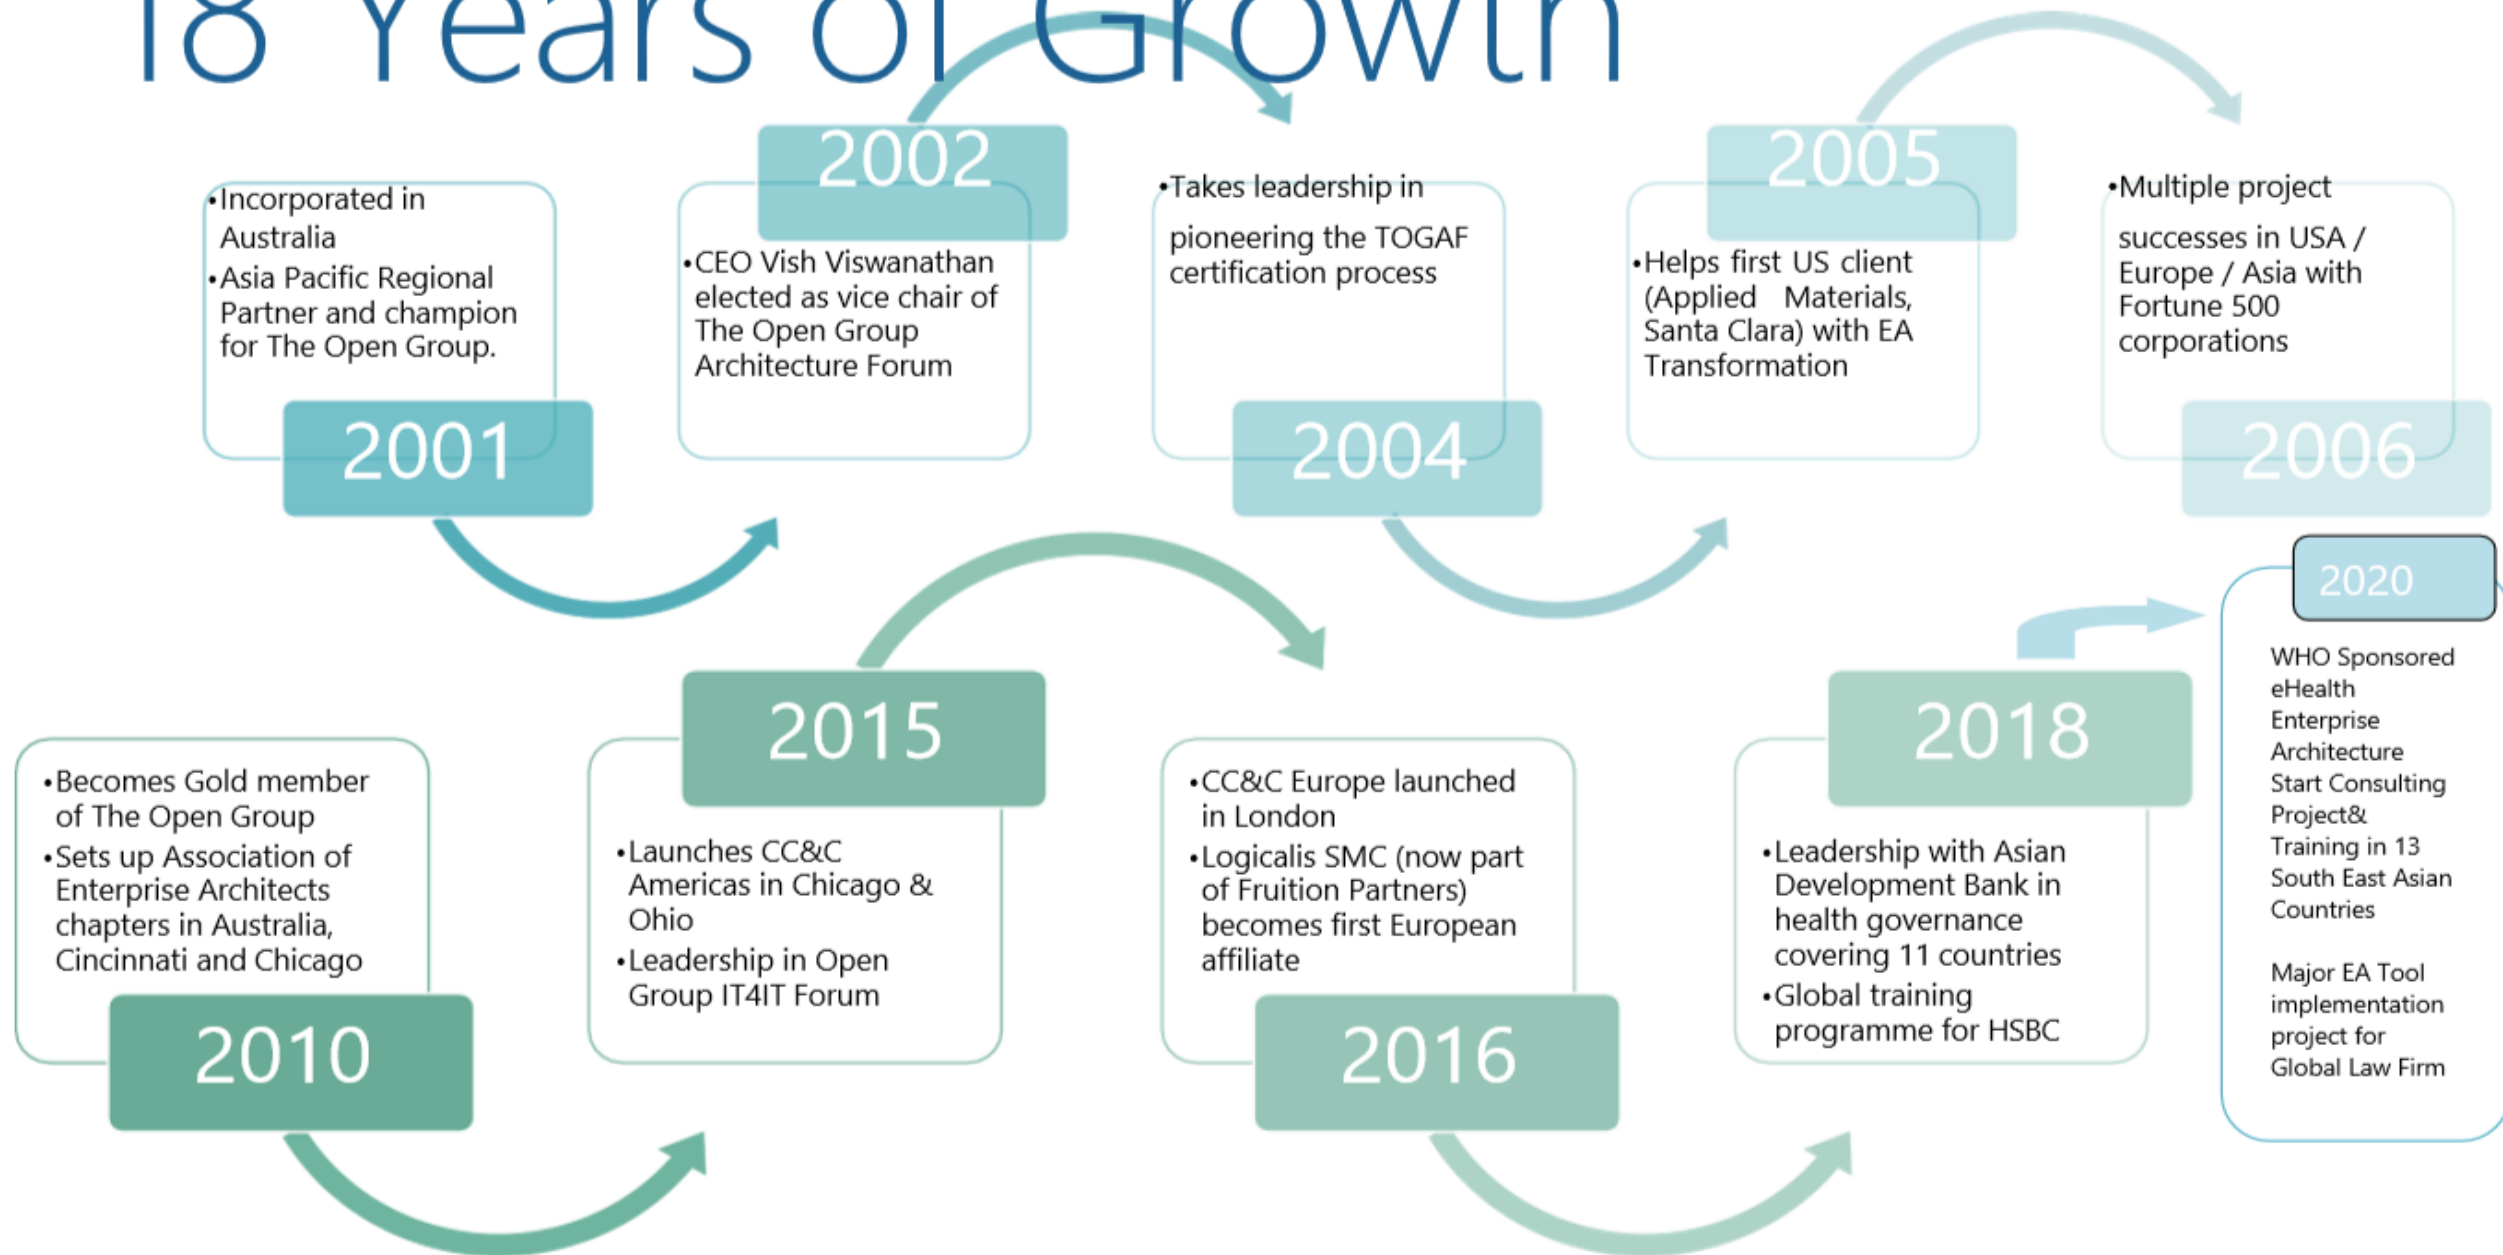 18 Years of Growth
2001
•Incorporated in
Australia
•Asia Pacific Regional
Partner and champion
for The Open Group.
2002
•CEO Vish Viswanathan
elected as vice chair of
The Open Group
Architecture Forum
2004
•Takes leadership in
pioneering the TOGAF
certification process
2005
•Helps first US client
(Applied Materials,
Santa Clara) with EA
Transformation
2006
•Multiple project
successes in USA /
Europe / Asia with
Fortune 500
corporations
2010
•Becomes Gold member
of The Open Group
•Sets up Association of
Enterprise Architects
chapters in Australia,
Cincinnati and Chicago
2015
•Launches CC&C
Americas in Chicago &
Ohio
•Leadership in Open
Group IT4IT Forum
2016
•CC&C Europe launched
in London
•Logicalis SMC (now part
of Fruition Partners)
becomes first European
affiliate
2018
•Leadership with Asian
Development Bank in
health governance
covering 11 countries
•Global training
programme for HSBC
2020
WHO Sponsored
eHealth
Enterprise
Architecture
Start Consulting
Project&
Training in 13
South East Asian
Countries
Major EA Tool
implementation
project for
Global Law Firm